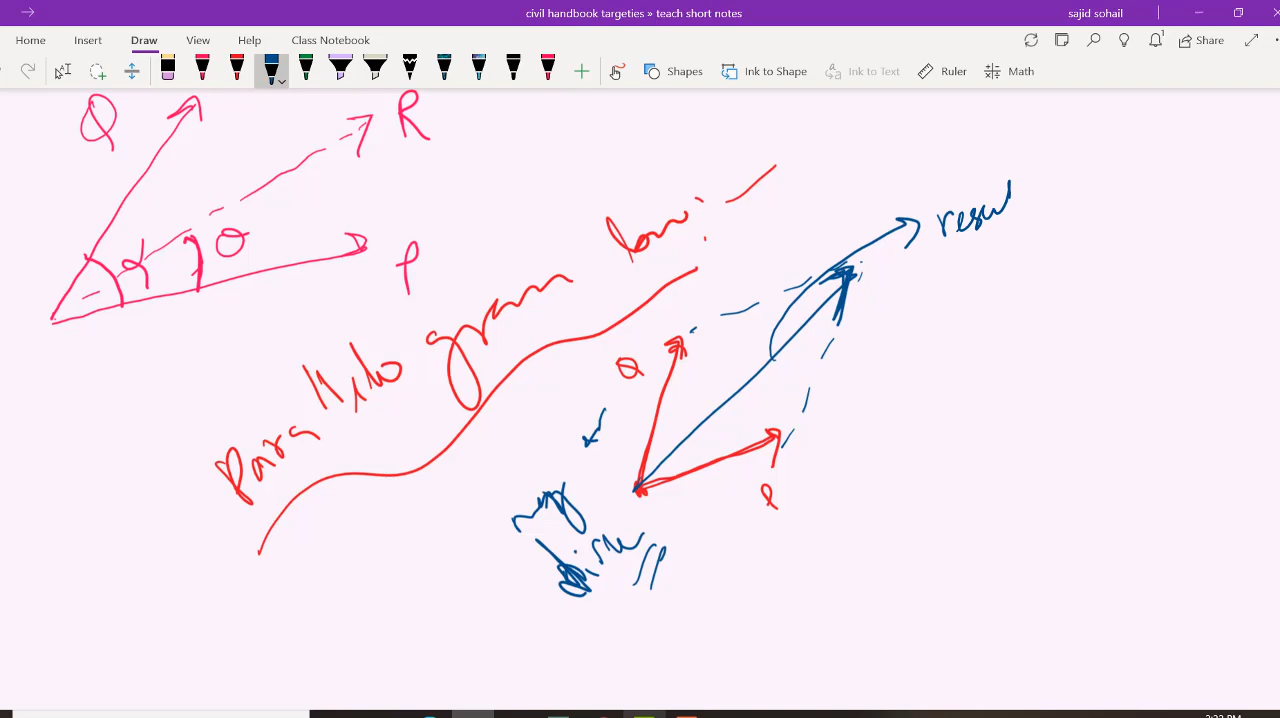 civil handbook targeties » teach short notes
sajid sohail
Home Insert Draw View Help Class Notebook
Share
Shapes Ink to Shape Ink to Text Ruler Math
Q
R
α
θ
P
Parallelogram law:
resul
Q
P